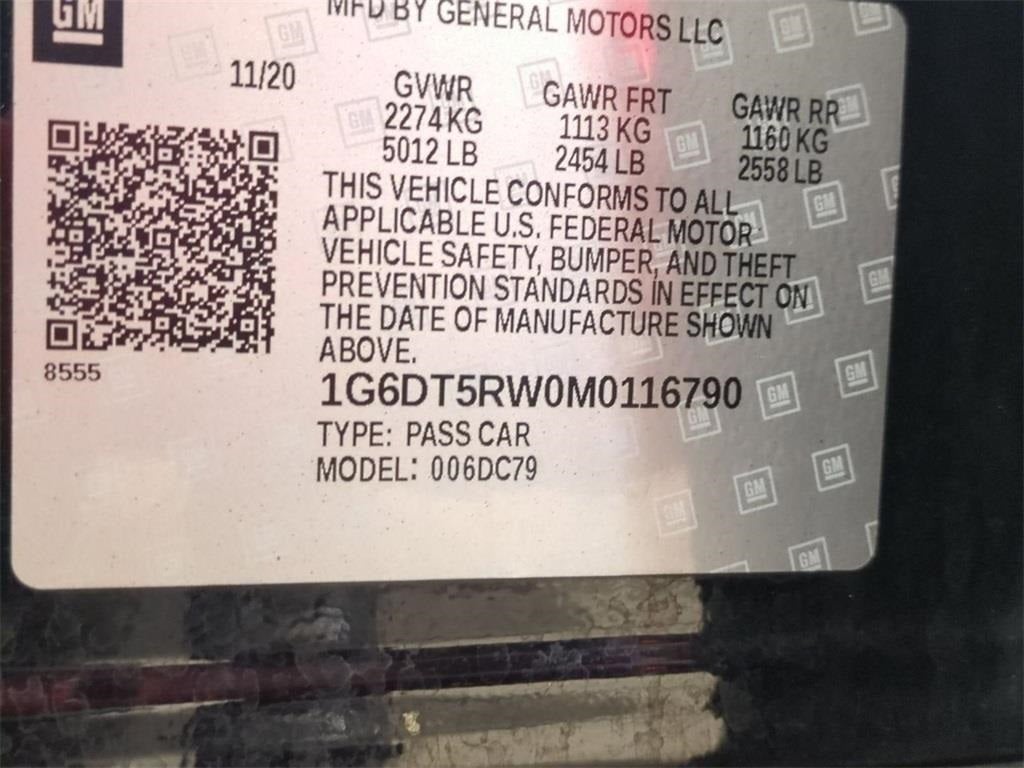 GM
MFD BY GENERAL MOTORS LLC
11/20
GVWR
2274 KG
5012 LB
GAWR FRT
1113 KG
2454 LB
GAWR RR
1160 KG
2558 LB
THIS VEHICLE CONFORMS TO ALL
APPLICABLE U.S. FEDERAL MOTOR
VEHICLE SAFETY, BUMPER, AND THEFT
PREVENTION STANDARDS IN EFFECT ON
THE DATE OF MANUFACTURE SHOWN
ABOVE.
8555
1G6DT5RW0M0116790
TYPE: PASS CAR
MODEL: 006DC79